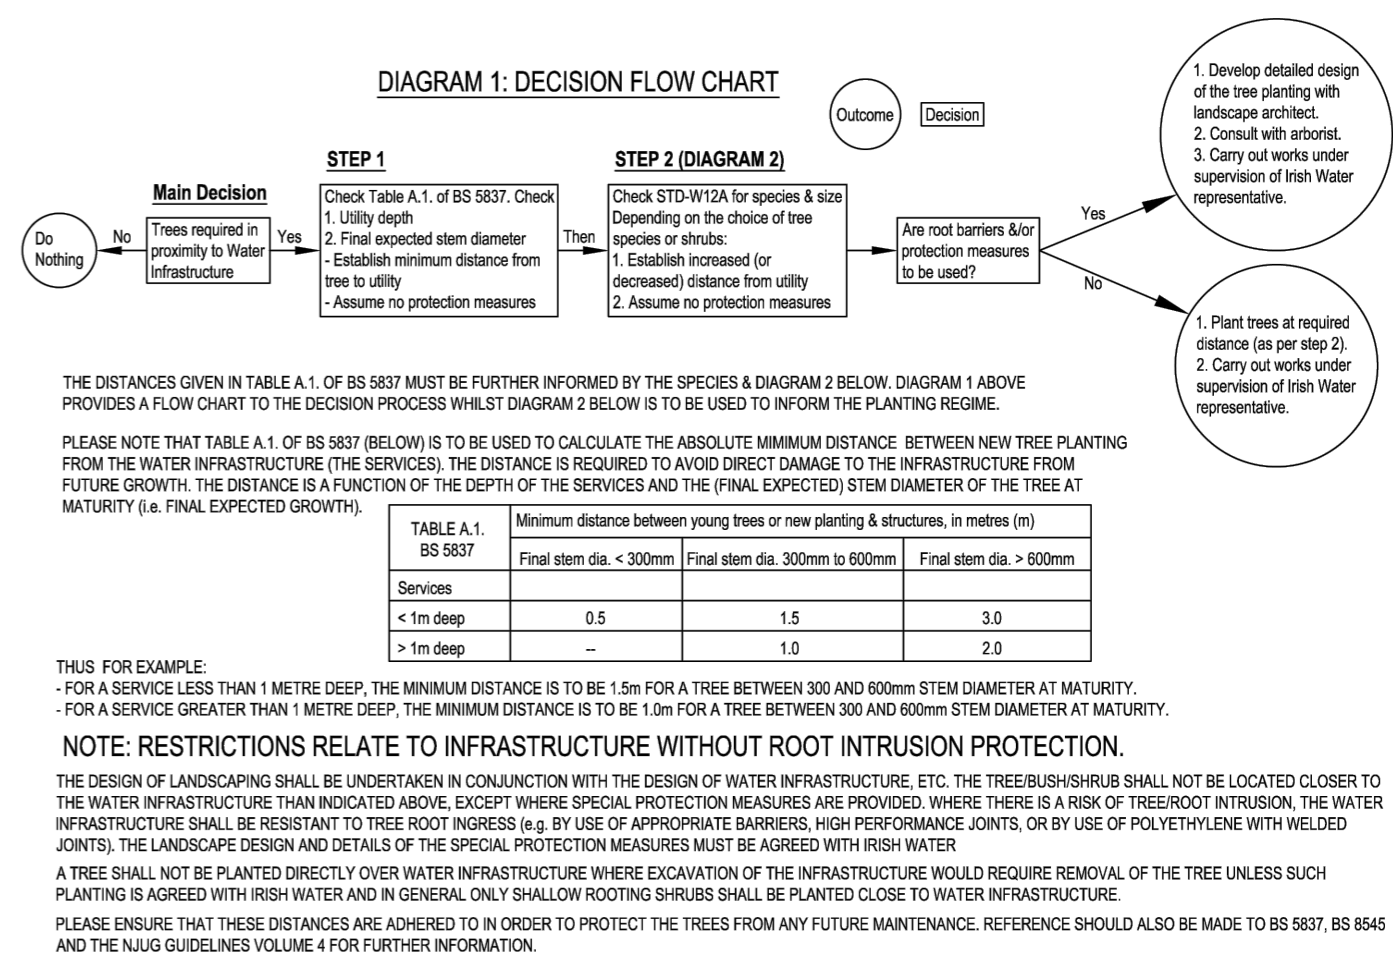 DIAGRAM 1: DECISION FLOW CHART
Outcome
Decision
Main Decision
STEP 1
STEP 2 (DIAGRAM 2)
Do
Nothing
No
Trees required in
proximity to Water
Infrastructure
Yes
Check Table A.1. of BS 5837. Check
1. Utility depth
2. Final expected stem diameter
- Establish minimum distance from
tree to utility
- Assume no protection measures
Then
Check STD-W12A for species & size
Depending on the choice of tree
species or shrubs:
1. Establish increased (or
decreased) distance from utility
2. Assume no protection measures
Are root barriers &/or
protection measures
to be used?
Yes
1. Develop detailed design
of the tree planting with
landscape architect.
2. Consult with arborist.
3. Carry out works under
supervision of Irish Water
representative.
No
1. Plant trees at required
distance (as per step 2).
2. Carry out works under
supervision of Irish Water
representative.
THE DISTANCES GIVEN IN TABLE A.1. OF BS 5837 MUST BE FURTHER INFORMED BY THE SPECIES & DIAGRAM 2 BELOW. DIAGRAM 1 ABOVE
PROVIDES A FLOW CHART TO THE DECISION PROCESS WHILST DIAGRAM 2 BELOW IS TO BE USED TO INFORM THE PLANTING REGIME.
PLEASE NOTE THAT TABLE A.1. OF BS 5837 (BELOW) IS TO BE USED TO CALCULATE THE ABSOLUTE MIMIMUM DISTANCE BETWEEN NEW TREE PLANTING
FROM THE WATER INFRASTRUCTURE (THE SERVICES). THE DISTANCE IS REQUIRED TO AVOID DIRECT DAMAGE TO THE INFRASTRUCTURE FROM
FUTURE GROWTH. THE DISTANCE IS A FUNCTION OF THE DEPTH OF THE SERVICES AND THE (FINAL EXPECTED) STEM DIAMETER OF THE TREE AT
MATURITY (i.e. FINAL EXPECTED GROWTH).
TABLE A.1.
BS 5837
Minimum distance between young trees or new planting & structures, in metres (m)
Final stem dia. < 300mm Final stem dia. 300mm to 600mm Final stem dia. > 600mm
Services
< 1m deep 0.5 1.5 3.0
> 1m deep -- 1.0 2.0
THUS FOR EXAMPLE:
- FOR A SERVICE LESS THAN 1 METRE DEEP, THE MINIMUM DISTANCE IS TO BE 1.5m FOR A TREE BETWEEN 300 AND 600mm STEM DIAMETER AT MATURITY.
- FOR A SERVICE GREATER THAN 1 METRE DEEP, THE MINIMUM DISTANCE IS TO BE 1.0m FOR A TREE BETWEEN 300 AND 600mm STEM DIAMETER AT MATURITY.
NOTE: RESTRICTIONS RELATE TO INFRASTRUCTURE WITHOUT ROOT INTRUSION PROTECTION.
THE DESIGN OF LANDSCAPING SHALL BE UNDERTAKEN IN CONJUNCTION WITH THE DESIGN OF WATER INFRASTRUCTURE, ETC. THE TREE/BUSH/SHRUB SHALL NOT BE LOCATED CLOSER TO
THE WATER INFRASTRUCTURE THAN INDICATED ABOVE, EXCEPT WHERE SPECIAL PROTECTION MEASURES ARE PROVIDED. WHERE THERE IS A RISK OF TREE/ROOT INTRUSION, THE WATER
INFRASTRUCTURE SHALL BE RESISTANT TO TREE ROOT INGRESS (e.g. BY USE OF APPROPRIATE BARRIERS, HIGH PERFORMANCE JOINTS, OR BY USE OF POLYETHYLENE WITH WELDED
JOINTS). THE LANDSCAPE DESIGN AND DETAILS OF THE SPECIAL PROTECTION MEASURES MUST BE AGREED WITH IRISH WATER
A TREE SHALL NOT BE PLANTED DIRECTLY OVER WATER INFRASTRUCTURE WHERE EXCAVATION OF THE INFRASTRUCTURE WOULD REQUIRE REMOVAL OF THE TREE UNLESS SUCH
PLANTING IS AGREED WITH IRISH WATER AND IN GENERAL ONLY SHALLOW ROOTING SHRUBS SHALL BE PLANTED CLOSE TO WATER INFRASTRUCTURE.
PLEASE ENSURE THAT THESE DISTANCES ARE ADHERED TO IN ORDER TO PROTECT THE TREES FROM ANY FUTURE MAINTENANCE. REFERENCE SHOULD ALSO BE MADE TO BS 5837, BS 8545
AND THE NJUG GUIDELINES VOLUME 4 FOR FURTHER INFORMATION.